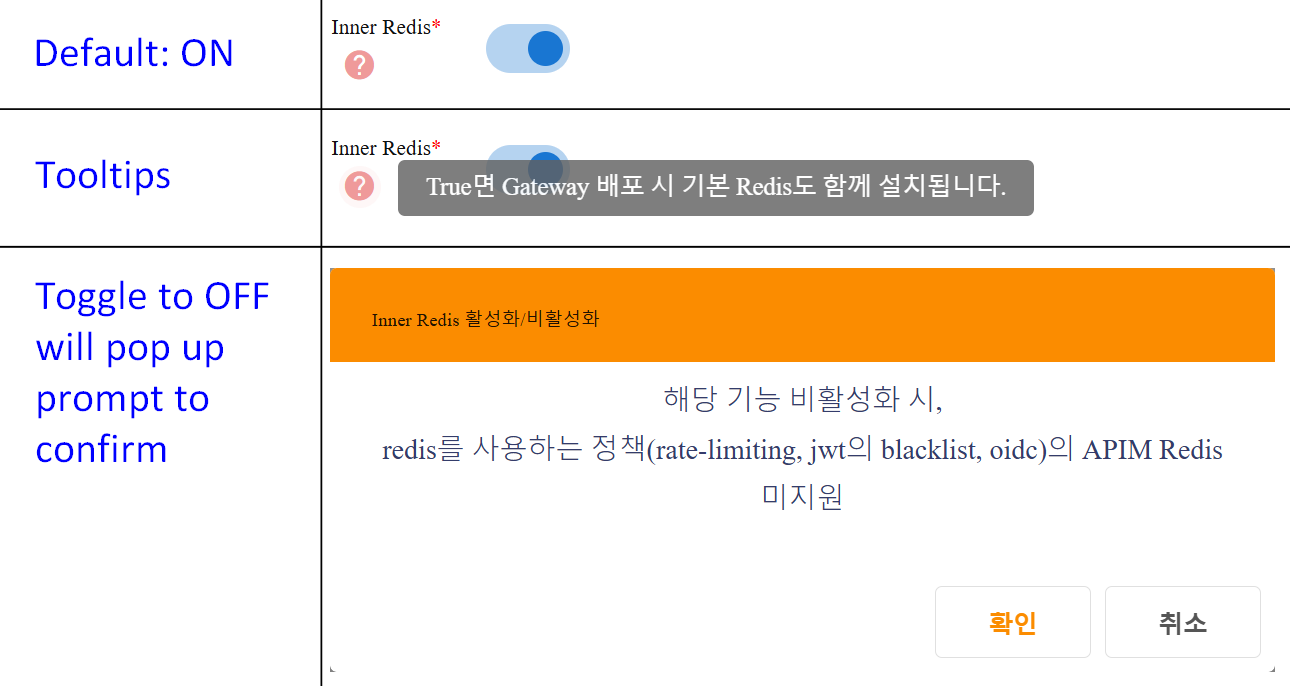 Default: ON
Inner Redis*
?
Tooltips
Inner Redis*
?
True면 Gateway 배포 시 기본 Redis도 함께 설치됩니다.
Toggle to OFF
will pop up
prompt to
confirm
Inner Redis 활성화/비활성화
해당 기능 비활성화 시,
redis를 사용하는 정책(rate-limiting, jwt의 blacklist, oidc)의 APIM Redis
미지원
확인
취소